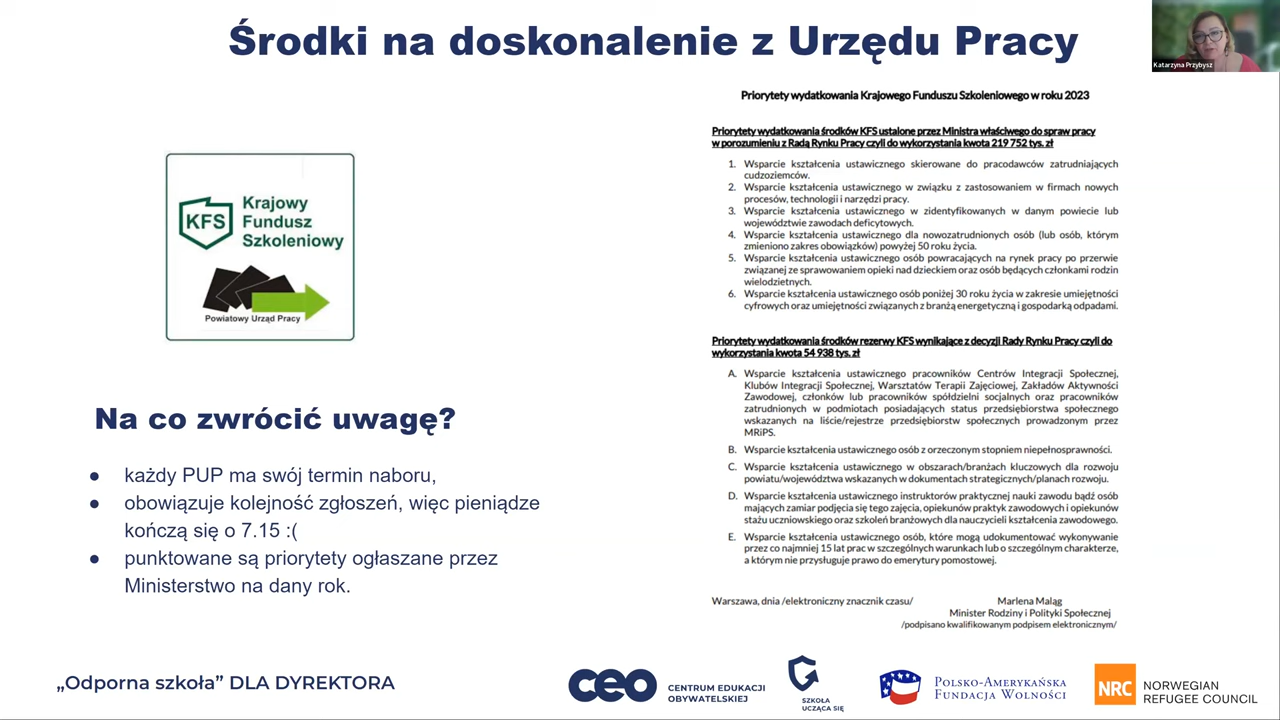 Środki na doskonalenie z Urzędu Pracy
Katarzyna Przybysz
Krajowy
Fundusz
Szkoleniowy
KFS
Powiatowy Urząd Pracy
Na co zwrócić uwagę?
● każdy PUP ma swój termin naboru,
● obowiązuje kolejność zgłoszeń, więc pieniądze
kończą się o 7.15 :(
● punktowane są priorytety ogłaszane przez
Ministerstwo na dany rok.
Priorytety wydatkowania Krajowego Funduszu Szkoleniowego w roku 2023
Priorytety wydatkowania środków KFS ustalone przez Ministra właściwego do spraw pracy
w porozumieniu z Radą Rynku Pracy czyli do wykorzystania kwota 219 752 tys. zł
1. Wsparcie kształcenia ustawicznego skierowane do pracodawców zatrudniających
cudzoziemców.
2. Wsparcie kształcenia ustawicznego w związku z zastosowaniem w firmach nowych
procesów, technologii i narzędzi pracy.
3. Wsparcie kształcenia ustawicznego w zidentyfikowanych w danym powiecie lub
województwie zawodach deficytowych.
4. Wsparcie kształcenia ustawicznego dla nowozatrudnionych osób (lub osób, którym
zmieniono zakres obowiązków) powyżej 50 roku życia.
5. Wsparcie kształcenia ustawicznego osób powracających na rynek pracy po przerwie
związanej ze sprawowaniem opieki nad dzieckiem oraz osób będących członkami rodzin
wielodzietnych.
6. Wsparcie kształcenia ustawicznego osób poniżej 30 roku życia w zakresie umiejętności
cyfrowych oraz umiejętności związanych z branżą energetyczną i gospodarką odpadami.
Priorytety wydatkowania środków rezerwy KFS wynikające z decyzji Rady Rynku Pracy czyli do
wykorzystania kwota 54 938 tys. zł
A. Wsparcie kształcenia ustawicznego pracowników Centrów Integracji Społecznej,
Klubów Integracji Społecznej, Warsztatów Terapii Zajęciowej, Zakładów Aktywności
Zawodowej, członków lub pracowników spółdzielni socjalnych oraz pracowników
zatrudnionych w podmiotach posiadających status przedsiębiorstwa społecznego
wskazanych na liście/rejestrze przedsiębiorstw społecznych prowadzonym przez
MRiPS.
B. Wsparcie kształcenia ustawicznego osób z orzeczonym stopniem niepełnosprawności.
C. Wsparcie kształcenia ustawicznego w obszarach/branżach kluczowych dla rozwoju
powiatu/województwa wskazanych w dokumentach strategicznych/planach rozwoju.
D. Wsparcie kształcenia ustawicznego instruktorów praktycznej nauki zawodu bądź osób
mających zamiar podjęcia się tego zajęcia, opiekunów praktyk zawodowych i opiekunów
stażu uczniowskiego oraz szkoleń branżowych dla nauczycieli kształcenia zawodowego.
E. Wsparcie kształcenia ustawicznego osób, które mogą udokumentować wykonywanie
przez co najmniej 15 lat prac w szczególnych warunkach lub o szczególnym charakterze,
a którym nie przysługuje prawo do emerytury pomostowej.
Warszawa, dnia /elektroniczny znacznik czasu/
Marlena Maląg
Minister Rodziny i Polityki Społecznej
/podpisano kwalifikowanym podpisem elektronicznym/
„Odporna szkoła” DLA DYREKTORA
ceo
CENTRUM EDUKACJI
OBYWATELSKIEJ
SZKOŁA
UCZĄCA SIĘ
POLSKO-AMERYKAŃSKA
FUNDACJA WOLNOŚCI
NRC
NORWEGIAN
REFUGEE COUNCIL